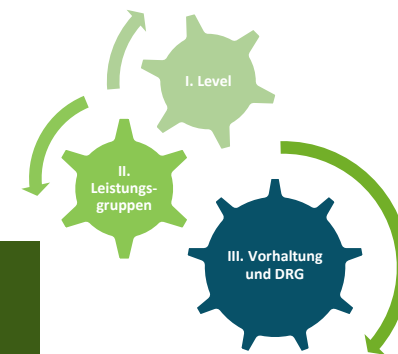 I. Level
II.
Leistungs-
gruppen
III. Vorhaltung
und DRG